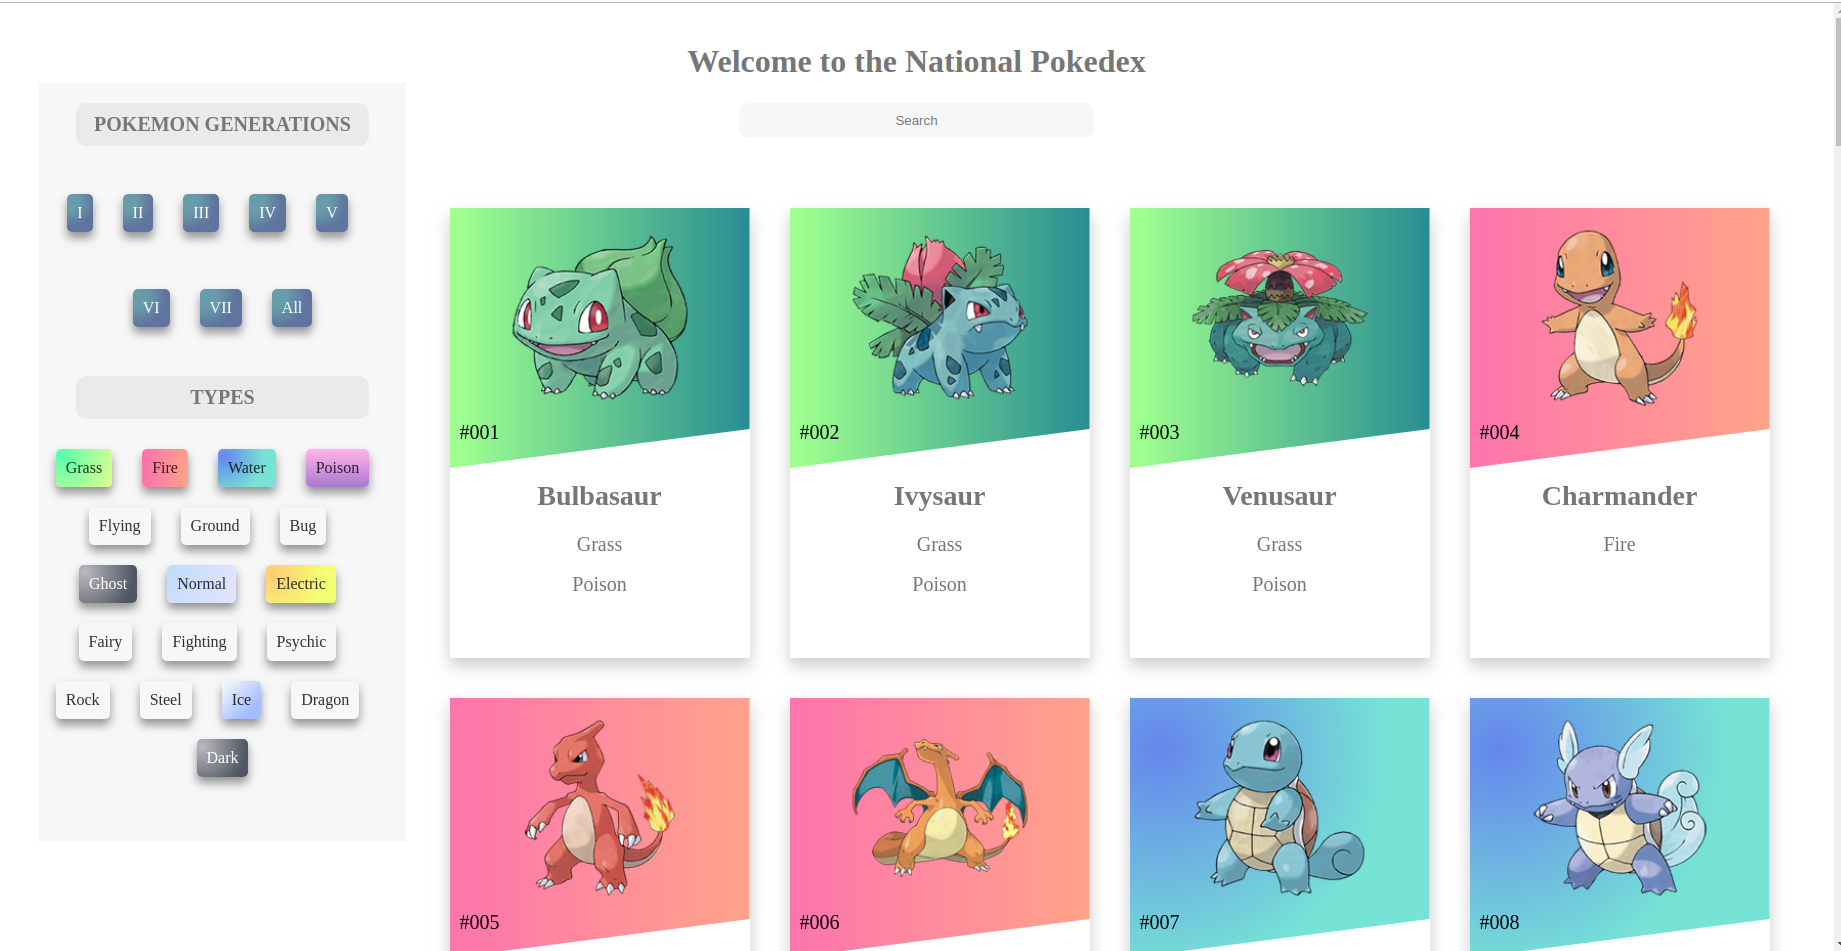 Welcome to the National Pokedex
Search
POKEMON GENERATIONS
I II III IV V
VI VII All
TYPES
Grass Fire Water Poison
Flying Ground Bug
Ghost Normal Electric
Fairy Fighting Psychic
Rock Steel Ice Dragon
Dark
#001
Bulbasaur
Grass
Poison
#002
Ivysaur
Grass
Poison
#003
Venusaur
Grass
Poison
#004
Charmander
Fire
#005
#006
#007
#008